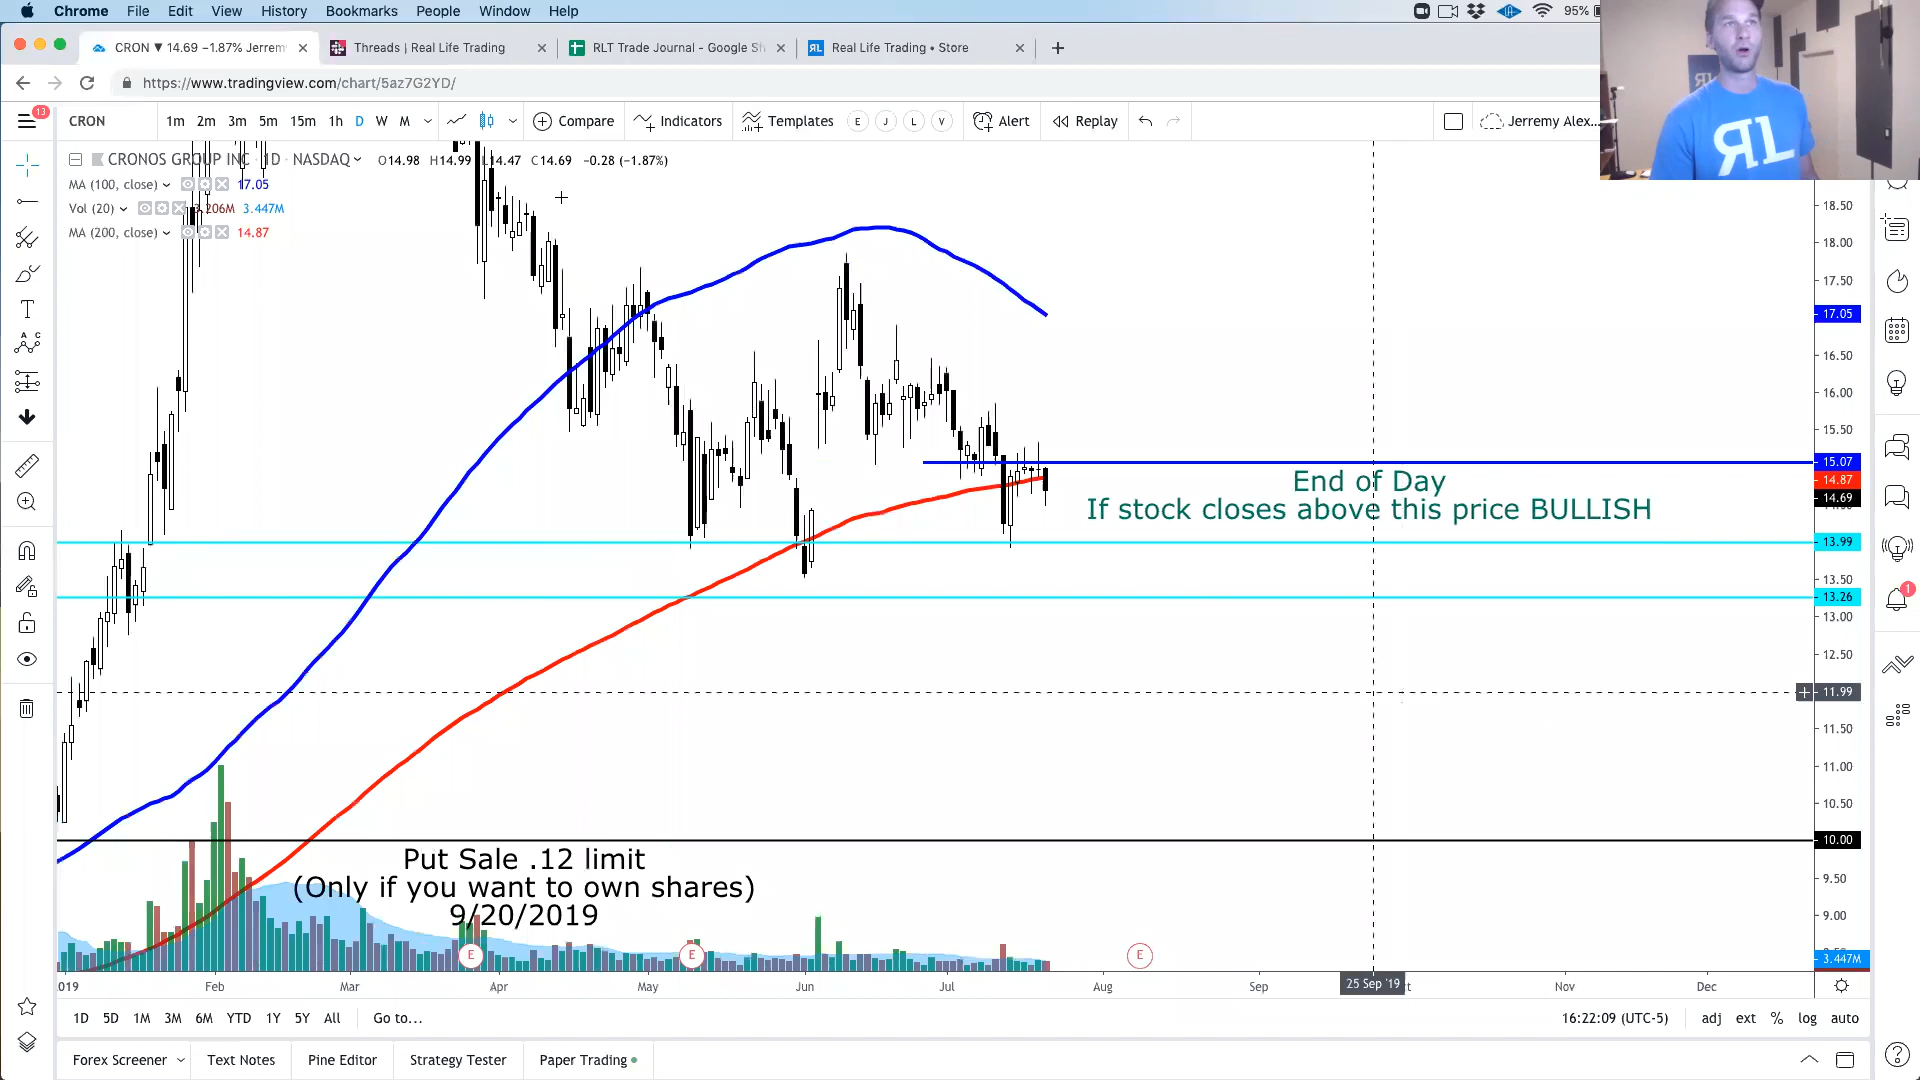 Chrome File Edit View History Bookmarks People Window Help 95%
CRON ▼ 14.69 −1.87% Jerrem
Threads | Real Life Trading
RLT Trade Journal - Google Sh
Real Life Trading • Store
https://www.tradingview.com/chart/5az7G2YD/
13
CRON 1m 2m 3m 5m 15m 1h D W M Compare Indicators Templates E J L V Alert Replay Jerremy Alex...
CRONOS GROUP INC 1D NASDAQ O14.98 H14.99 L14.47 C14.69 −0.28 (−1.87%)
MA (100, close) 17.05
Vol (20) 3.206M 3.447M
MA (200, close) 14.87
RL
18.50
18.00
17.50
17.05
16.50
16.00
15.50
15.07
14.87
14.69
13.99
13.50
13.26
13.00
12.50
11.99
11.50
11.00
10.50
10.00
9.50
9.00
3.447M
1
End of Day
If stock closes above this price BULLISH
Put Sale .12 limit
(Only if you want to own shares)
9/20/2019
E E E
2019 Feb Mar Apr May Jun Jul Aug Sep 25 Sep '19 Nov Dec
1D 5D 1M 3M 6M YTD 1Y 5Y All Go to... 16:22:09 (UTC-5) adj ext % log auto
Forex Screener Text Notes Pine Editor Strategy Tester Paper Trading